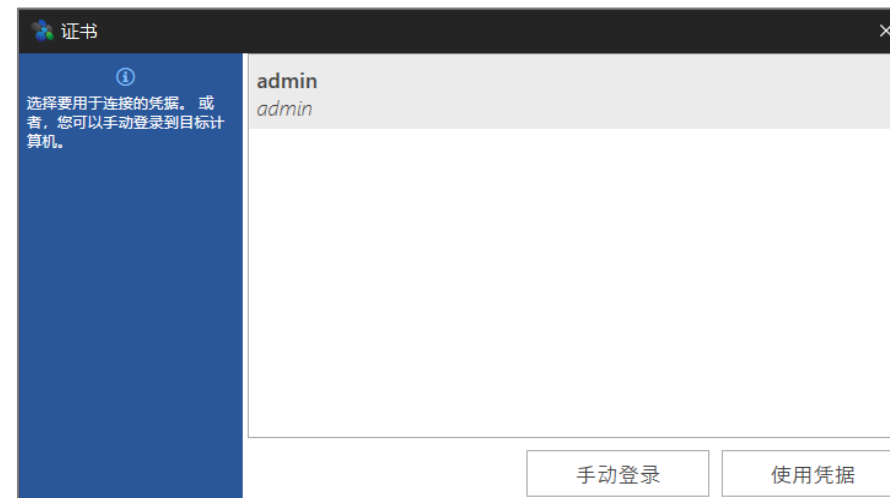 证书
选择要用于连接的凭据。 或
者，您可以手动登录到目标计
算机。
admin
admin
手动登录
使用凭据